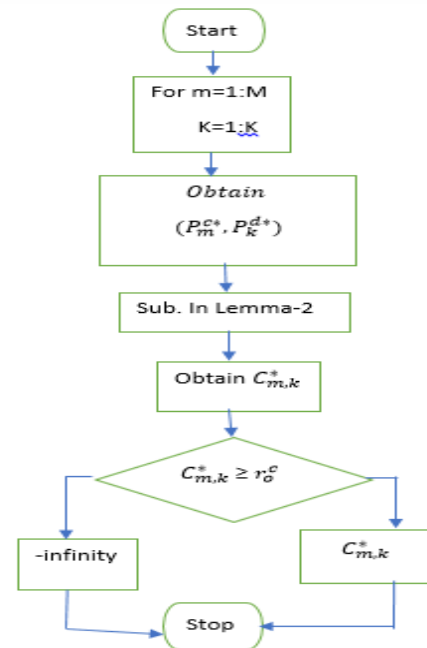 Start
For m=1:M
K=1:K
Obtain
(P_m^{c*}, P_k^{d*})
Sub. In Lemma-2
Obtain C_{m,k}^*
C_{m,k}^* ≥ r_o^c
-infinity
C_{m,k}^*
Stop